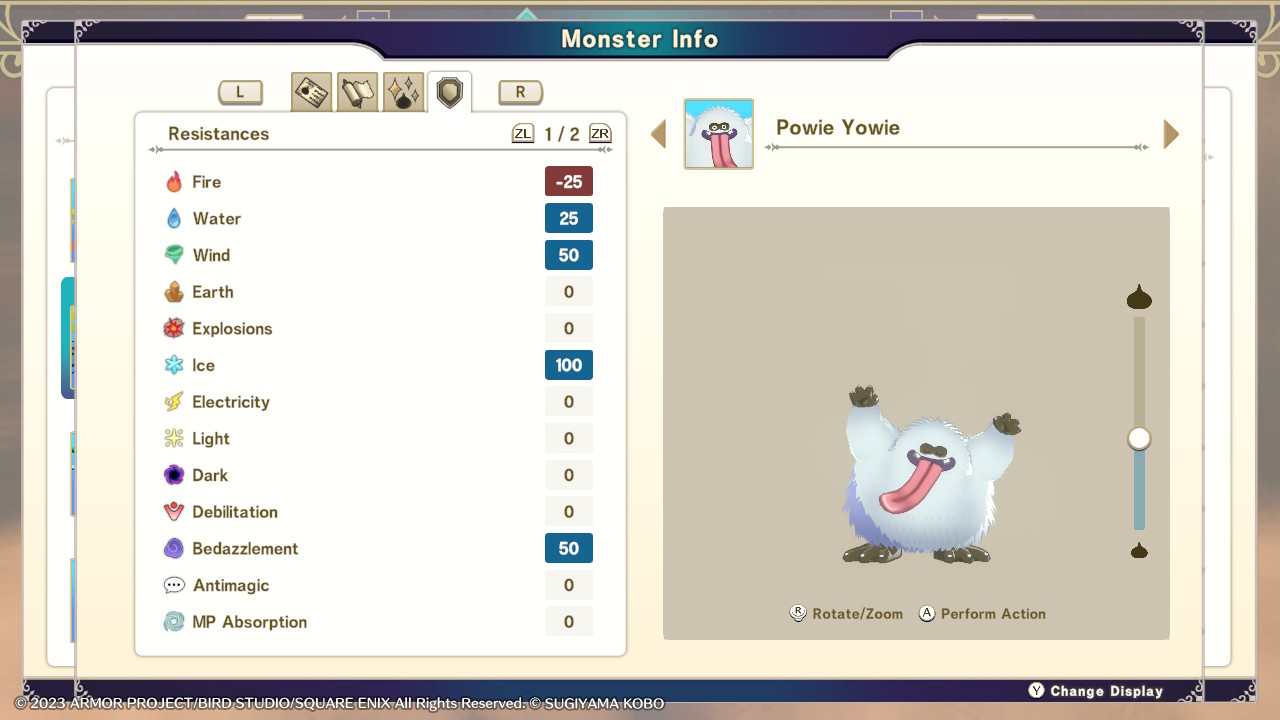 Monster Info
L
R
Resistances
ZL 1 / 2 ZR
Fire -25
Water 25
Wind 50
Earth 0
Explosions 0
Ice 100
Electricity 0
Light 0
Dark 0
Debilitation 0
Bedazzlement 50
Antimagic 0
MP Absorption 0
Powie Yowie
R Rotate/Zoom A Perform Action
Y Change Display
© 2023 ARMOR PROJECT/BIRD STUDIO/SQUARE ENIX All Rights Reserved. © SUGIYAMA KOBO